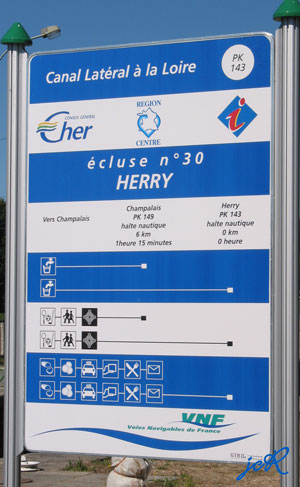 Canal Latéral à la Loire
PK
143
CONSEIL GENERAL
Cher
REGION
CENTRE
i
écluse n°30
HERRY
Vers Champalais
Champalais
PK 149
halte nautique
6 km
1heure 15 minutes
Herry
PK 143
halte nautique
0 km
0 heure
VNF
Voies Navigables de France
jeR